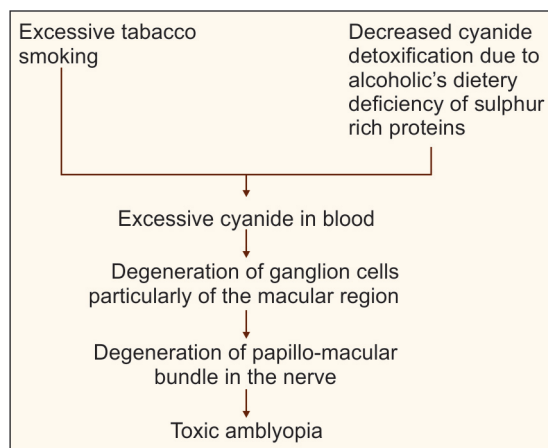 Excessive tobacco
smoking
Decreased cyanide
detoxification due to
alcoholic's dietery
deficiency of sulphur
rich proteins
Excessive cyanide in blood
Degeneration of ganglion cells
particularly of the macular region
Degeneration of papillo-macular
bundle in the nerve
Toxic amblyopia